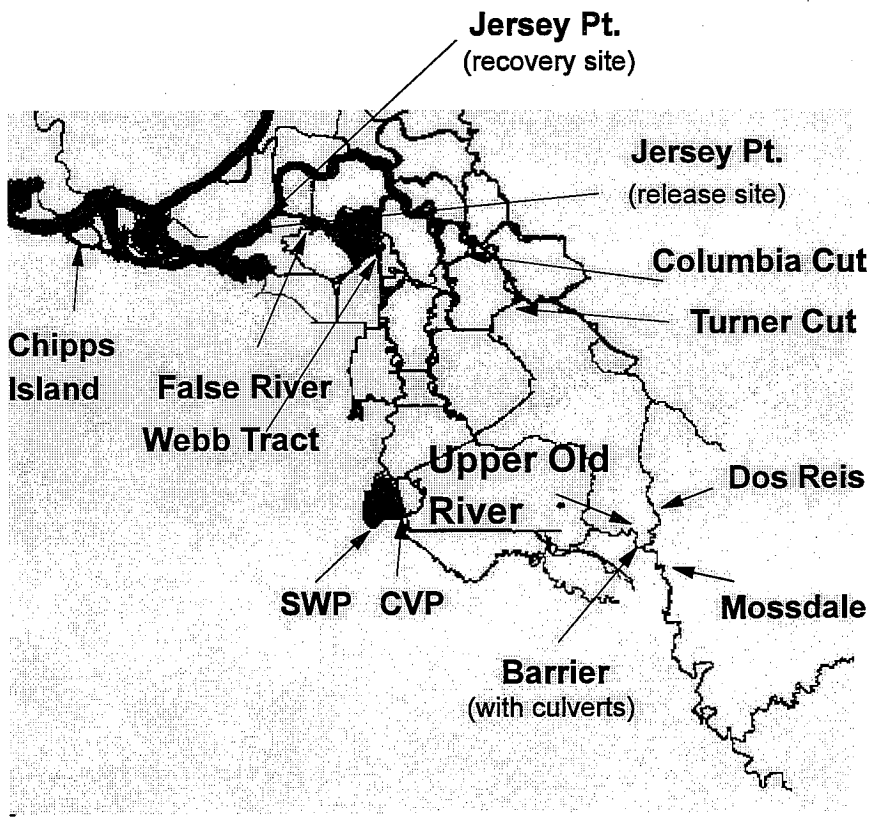 Jersey Pt.
(recovery site)
Jersey Pt.
(release site)
Columbia Cut
Turner Cut
Chipps
Island
False River
Webb Tract
Upper Old
River
Dos Reis
SWP
CVP
Mossdale
Barrier
(with culverts)